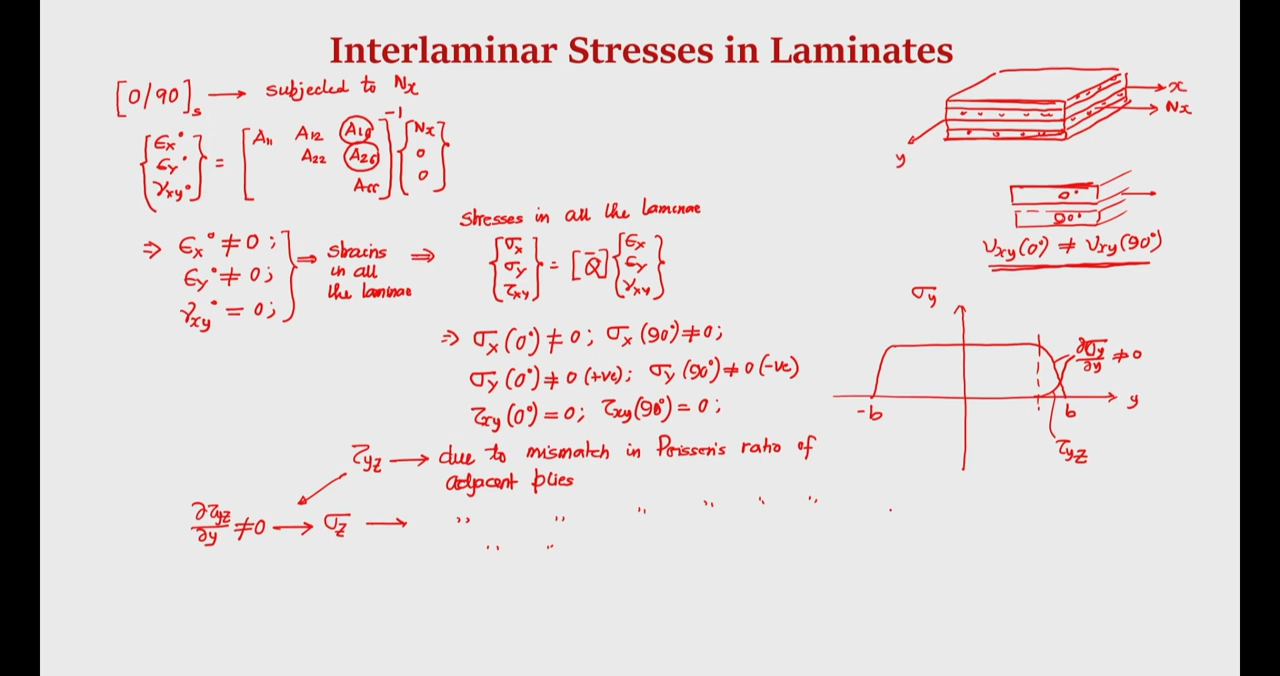 Interlaminar Stresses in Laminates
[0/90]s → subjected to Nx
{εx° εy° γxy°} = [A11 A12 A16 A22 A26 A66]⁻¹ {Nx 0 0}
x
Nx
y
0°
90°
νxy(0°) ≠ νxy(90°)
⇒ εx° ≠ 0;
εy° ≠ 0;
γxy° = 0;
⇒ strains in all the laminae ⇒
Stresses in all the laminae
{σx σy τxy} = [Q̄] {εx εy γxy}
⇒ σx(0°) ≠ 0; σx(90°) ≠ 0;
σy(0°) ≠ 0 (+ve); σy(90°) ≠ 0 (-ve)
τxy(0°) = 0; τxy(90°) = 0;
σy
∂σy/∂y ≠ 0
-b b y
τyz
τyz → due to mismatch in Poisson's ratio of
adjacent plies
∂τyz/∂y ≠ 0 → σz → " " " " " "
" "